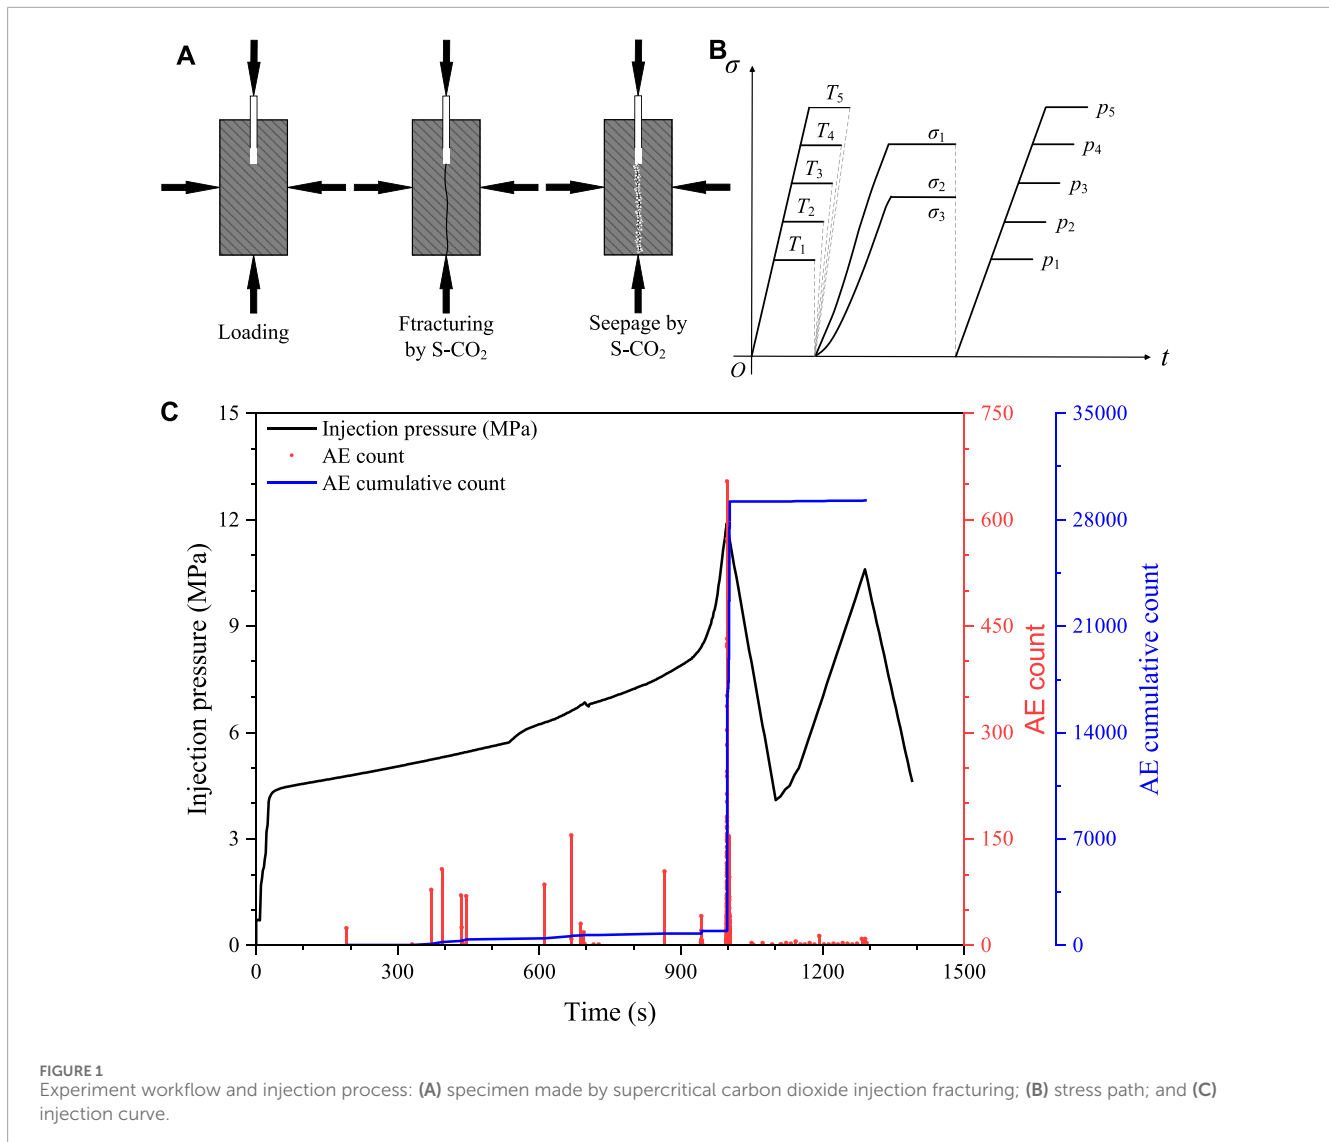 A
Loading
Ftracturing
by S-CO₂
Seepage by
S-CO₂
B
σ
T₅
T₄
T₃
T₂
T₁
σ₁
σ₂
σ₃
p₅
p₄
p₃
p₂
p₁
O
t
C
Injection pressure (MPa)
AE count
AE cumulative count
15
12
9
6
3
0
Injection pressure (MPa)
0
300
600
900
1200
1500
Time (s)
750
600
450
300
150
0
AE count
35000
28000
21000
14000
7000
0
AE cumulative count
FIGURE 1
Experiment workflow and injection process: (A) specimen made by supercritical carbon dioxide injection fracturing; (B) stress path; and (C)
injection curve.